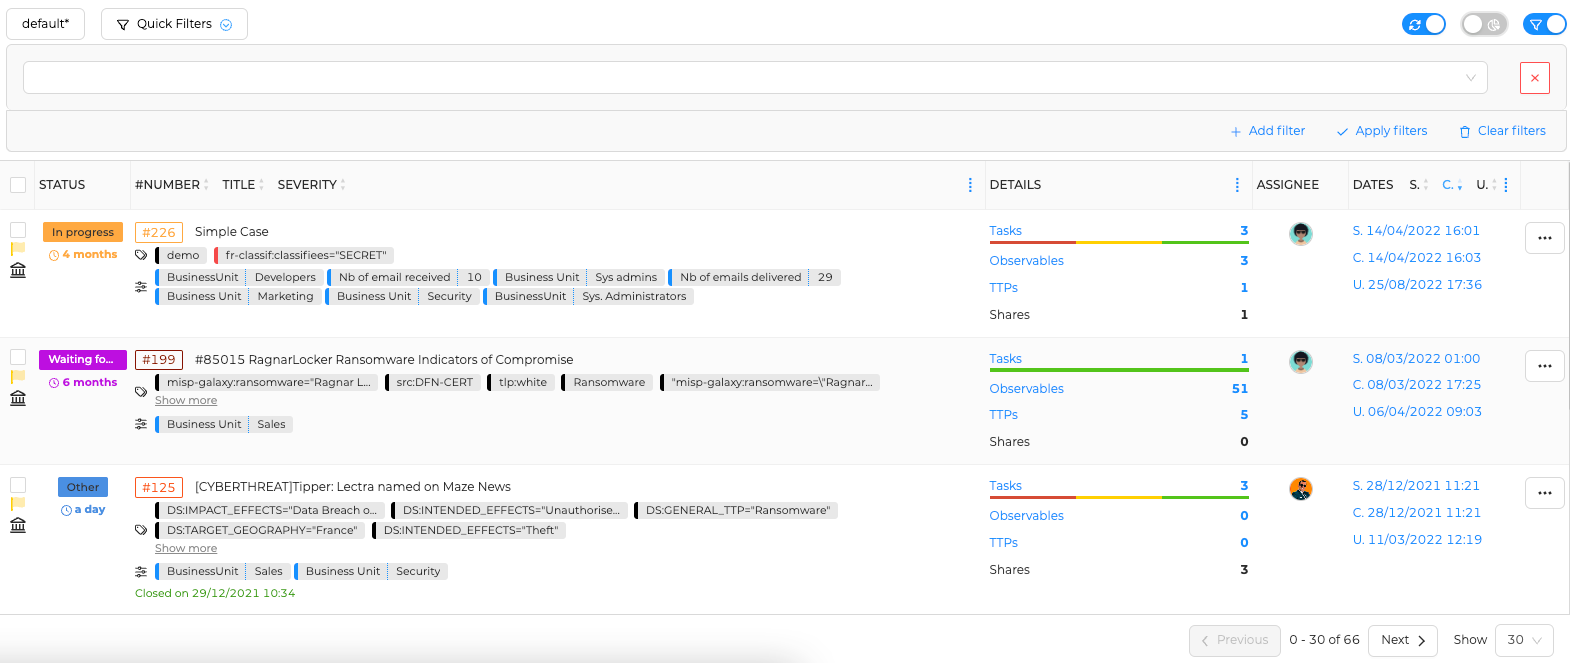 default* Quick Filters
Add filter Apply filters Clear filters
STATUS #NUMBER TITLE SEVERITY DETAILS ASSIGNEE DATES S. C. U.
In progress #226 Simple Case Tasks 3 S. 14/04/2022 16:01
4 months demo fr-classif:classifiees="SECRET" Observables 3 C. 14/04/2022 16:03
BusinessUnit Developers Nb of email received 10 Business Unit Sys admins Nb of emails delivered 29 TTPs 1 U. 25/08/2022 17:36
Business Unit Marketing Business Unit Security BusinessUnit Sys. Administrators
Shares 1
Waiting fo... #199 #85015 RagnarLocker Ransomware Indicators of Compromise Tasks 1 S. 08/03/2022 01:00
6 months misp-galaxy:ransomware="Ragnar L... src:DFN-CERT tlp:white Ransomware "misp-galaxy:ransomware=\"Ragnar... Observables 51 C. 08/03/2022 17:25
Show more
Business Unit Sales TTPs 5 U. 06/04/2022 09:03
Shares 0
Other #125 [CYBERTHREAT]Tipper: Lectra named on Maze News Tasks 3 S. 28/12/2021 11:21
a day DS:IMPACT_EFFECTS="Data Breach o... DS:INTENDED_EFFECTS="Unauthorise... DS:GENERAL_TTP="Ransomware" Observables 0 C. 28/12/2021 11:21
DS:TARGET_GEOGRAPHY="France" DS:INTENDED_EFFECTS="Theft"
Show more TTPs 0 U. 11/03/2022 12:19
BusinessUnit Sales Business Unit Security Shares 3
Closed on 29/12/2021 10:34
Previous 0 - 30 of 66 Next Show 30